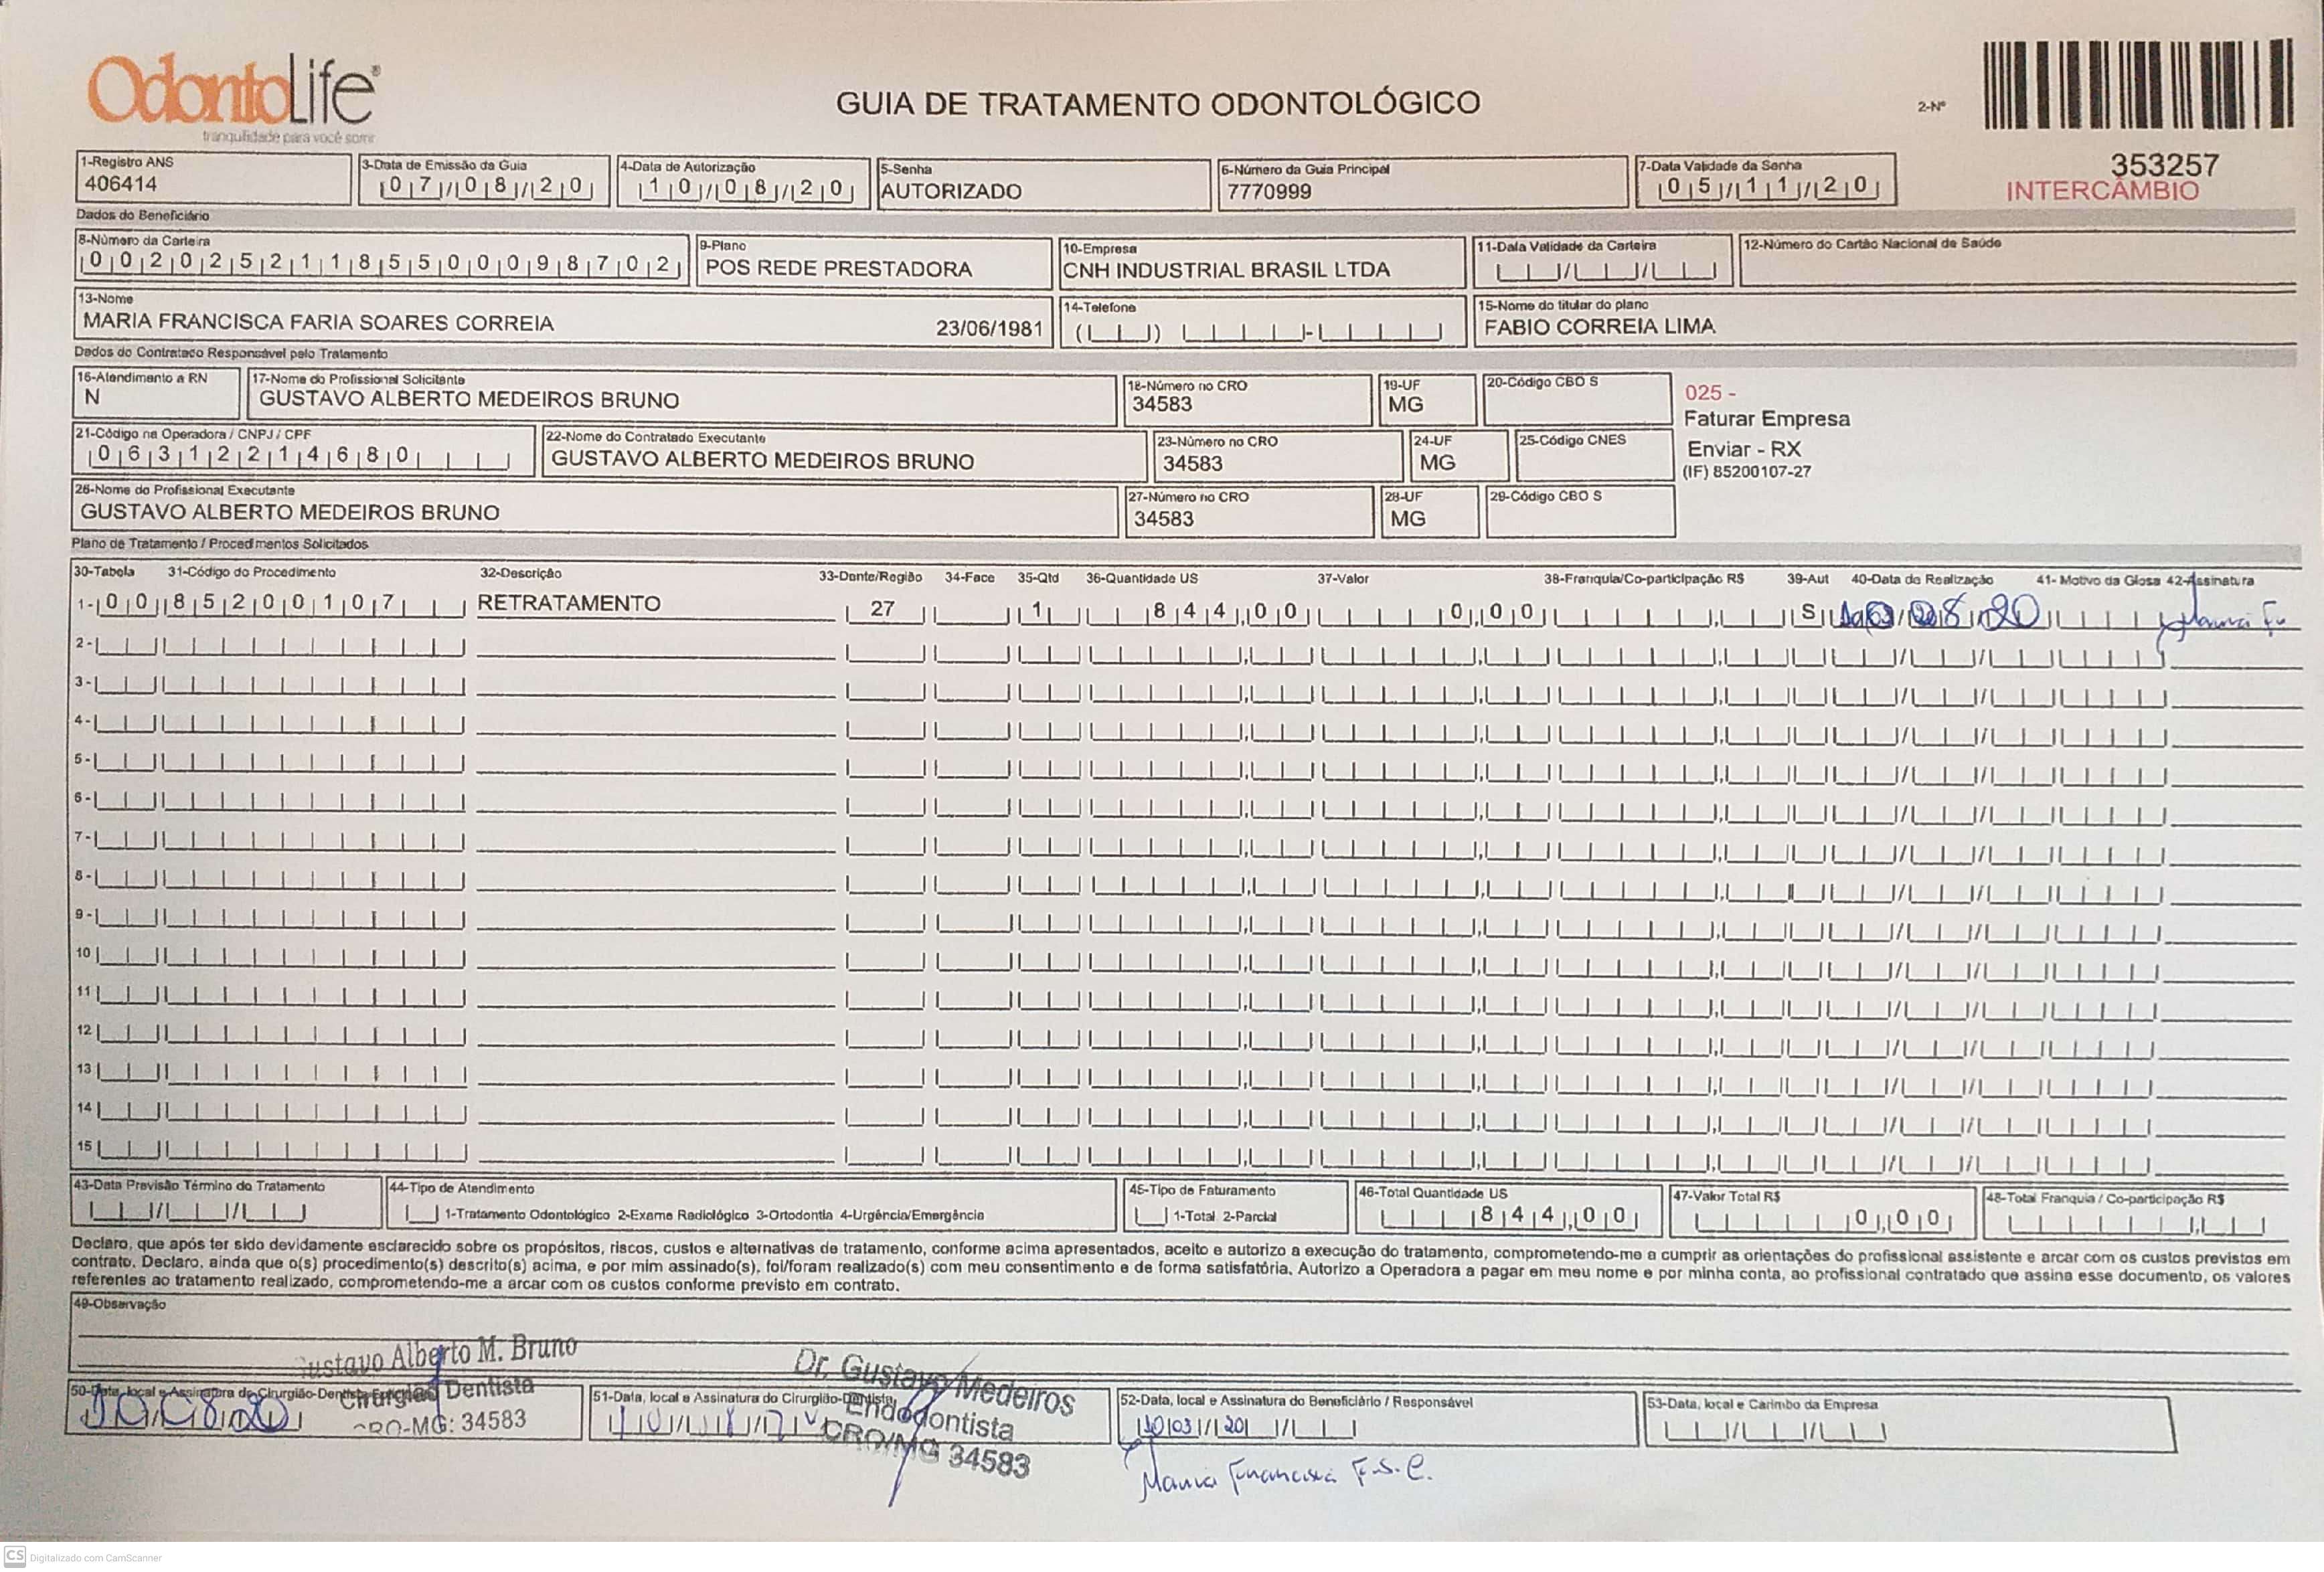 OdontoLife®
tranquilidade para você sorrir
GUIA DE TRATAMENTO ODONTOLÓGICO
2-Nº
353257
INTERCÂMBIO
1-Registro ANS
406414
3-Data de Emissão da Guia
07/08/20
4-Data de Autorização
10/08/20
5-Senha
AUTORIZADO
6-Número da Guia Principal
7770999
7-Data Validade da Senha
05/11/20
Dados do Beneficiário
8-Número da Carteira
00202521185500098702
9-Plano
POS REDE PRESTADORA
10-Empresa
CNH INDUSTRIAL BRASIL LTDA
11-Data Validade da Carteira
12-Número do Cartão Nacional de Saúde
13-Nome
MARIA FRANCISCA FARIA SOARES CORREIA 23/06/1981
14-Telefone
15-Nome do titular do plano
FABIO CORREIA LIMA
Dados do Contratado Responsável pelo Tratamento
16-Atendimento a RN
N
17-Nome do Profissional Solicitante
GUSTAVO ALBERTO MEDEIROS BRUNO
18-Número no CRO
34583
19-UF
MG
20-Código CBO S
025 -
Faturar Empresa
Enviar - RX
(IF) 85200107-27
21-Código na Operadora / CNPJ / CPF
06312214680
22-Nome do Contratado Executante
GUSTAVO ALBERTO MEDEIROS BRUNO
23-Número no CRO
34583
24-UF
MG
25-Código CNES
26-Nome do Profissional Executante
GUSTAVO ALBERTO MEDEIROS BRUNO
27-Número no CRO
34583
28-UF
MG
29-Código CBO S
Plano de Tratamento / Procedimentos Solicitados
30-Tabela 31-Código do Procedimento 32-Descrição 33-Dente/Região 34-Face 35-Qtd 36-Quantidade US 37-Valor 38-Franquia/Co-participação R$ 39-Aut 40-Data de Realização 41-Motivo da Glosa 42-Assinatura
1- 00 85200107 RETRATAMENTO 27 1 844,00 0,00 S
2-
3-
4-
5-
6-
7-
8-
9-
10
11
12
13
14
15
43-Data Previsão Término do Tratamento
44-Tipo de Atendimento
1-Tratamento Odontológico 2-Exame Radiológico 3-Ortodontia 4-Urgência/Emergência
45-Tipo de Faturamento
1-Total 2-Parcial
46-Total Quantidade US
844,00
47-Valor Total R$
0,00
48-Total Franquia / Co-participação R$
Declaro, que após ter sido devidamente esclarecido sobre os propósitos, riscos, custos e alternativas de tratamento, conforme acima apresentados, aceito e autorizo a execução do tratamento, comprometendo-me a cumprir as orientações do profissional assistente e arcar com os custos previstos em
contrato. Declaro, ainda que o(s) procedimento(s) descrito(s) acima, e por mim assinado(s), foi/foram realizado(s) com meu consentimento e de forma satisfatória. Autorizo a Operadora a pagar em meu nome e por minha conta, ao profissional contratado que assina esse documento, os valores
referentes ao tratamento realizado, comprometendo-me a arcar com os custos conforme previsto em contrato.
49-Observação
Gustavo Alberto M. Bruno
Cirurgião Dentista
CRO-MG: 34583
Dr. Gustavo Medeiros
Endodontista
CRO/MG 34583
50-Data, local e Assinatura do Cirurgião-Dentista
51-Data, local e Assinatura do Cirurgião-Dentista
52-Data, local e Assinatura do Beneficiário / Responsável
Maria Francisca F.S.C.
53-Data, local e Carimbo da Empresa
CS Digitalizado com CamScanner